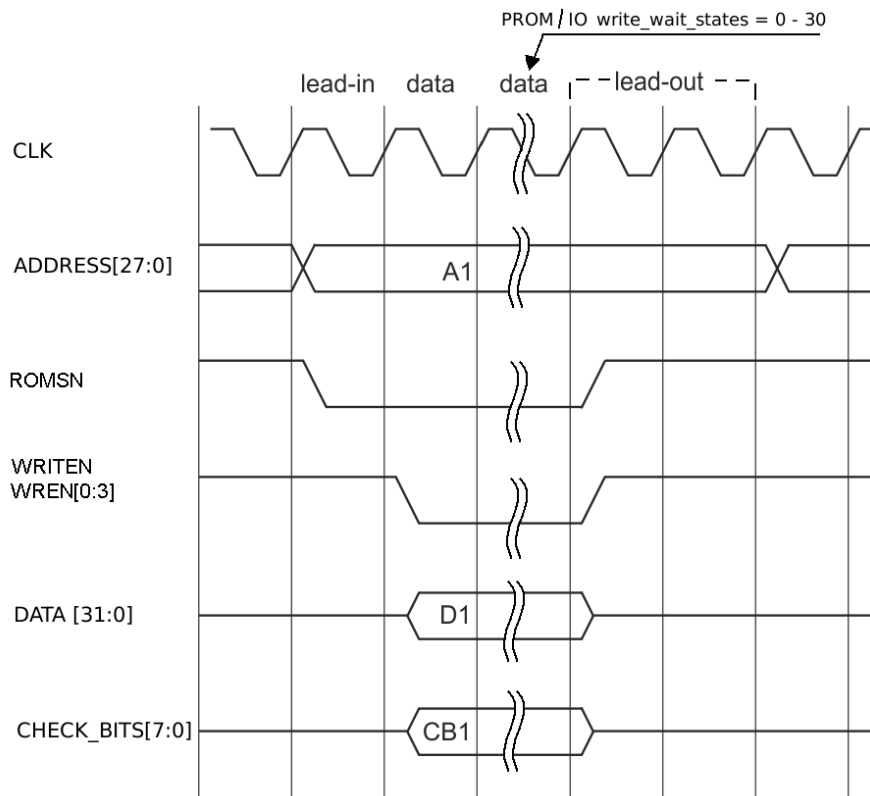 PROM / IO write_wait_states = 0 - 30
lead-in data data lead-out
CLK
ADDRESS[27:0]
A1
ROMSN
WRITEN
WREN[0:3]
DATA [31:0]
D1
CHECK_BITS[7:0]
CB1